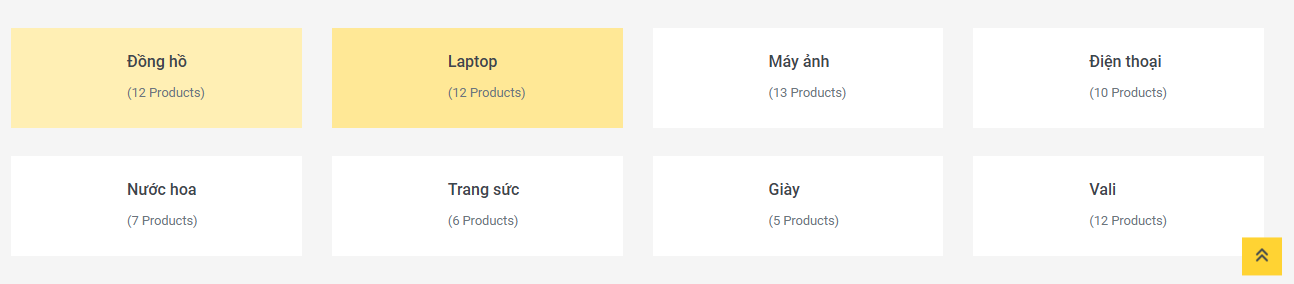 Đồng hồ
(12 Products)
Laptop
(12 Products)
Máy ảnh
(13 Products)
Điện thoại
(10 Products)
Nước hoa
(7 Products)
Trang sức
(6 Products)
Giày
(5 Products)
Vali
(12 Products)